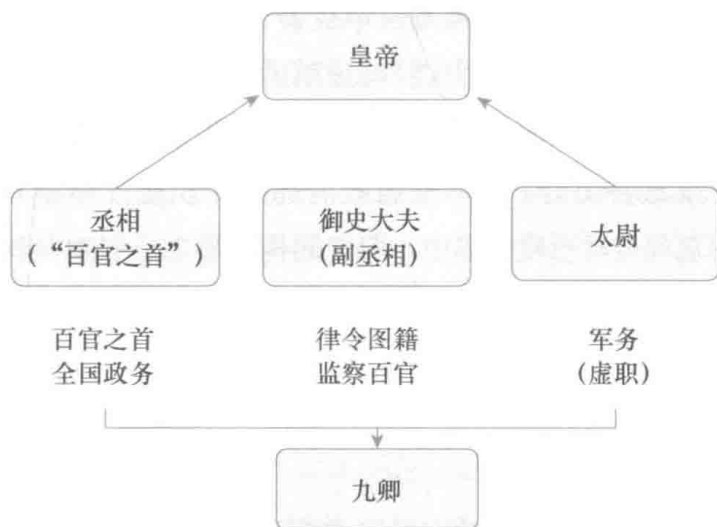 皇帝
丞相
（“百官之首”）
御史大夫
（副丞相）
太尉
百官之首
全国政务
律令图籍
监察百官
军务
（虚职）
九卿